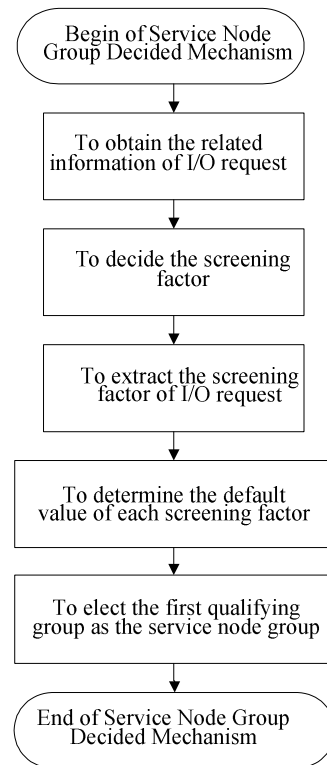 Begin of Service Node
Group Decided Mechanism
To obtain the related
information of I/O request
To decide the screening
factor
To extract the screening
factor of I/O request
To determine the default
value of each screening factor
To elect the first qualifying
group as the service node group
End of Service Node Group
Decided Mechanism